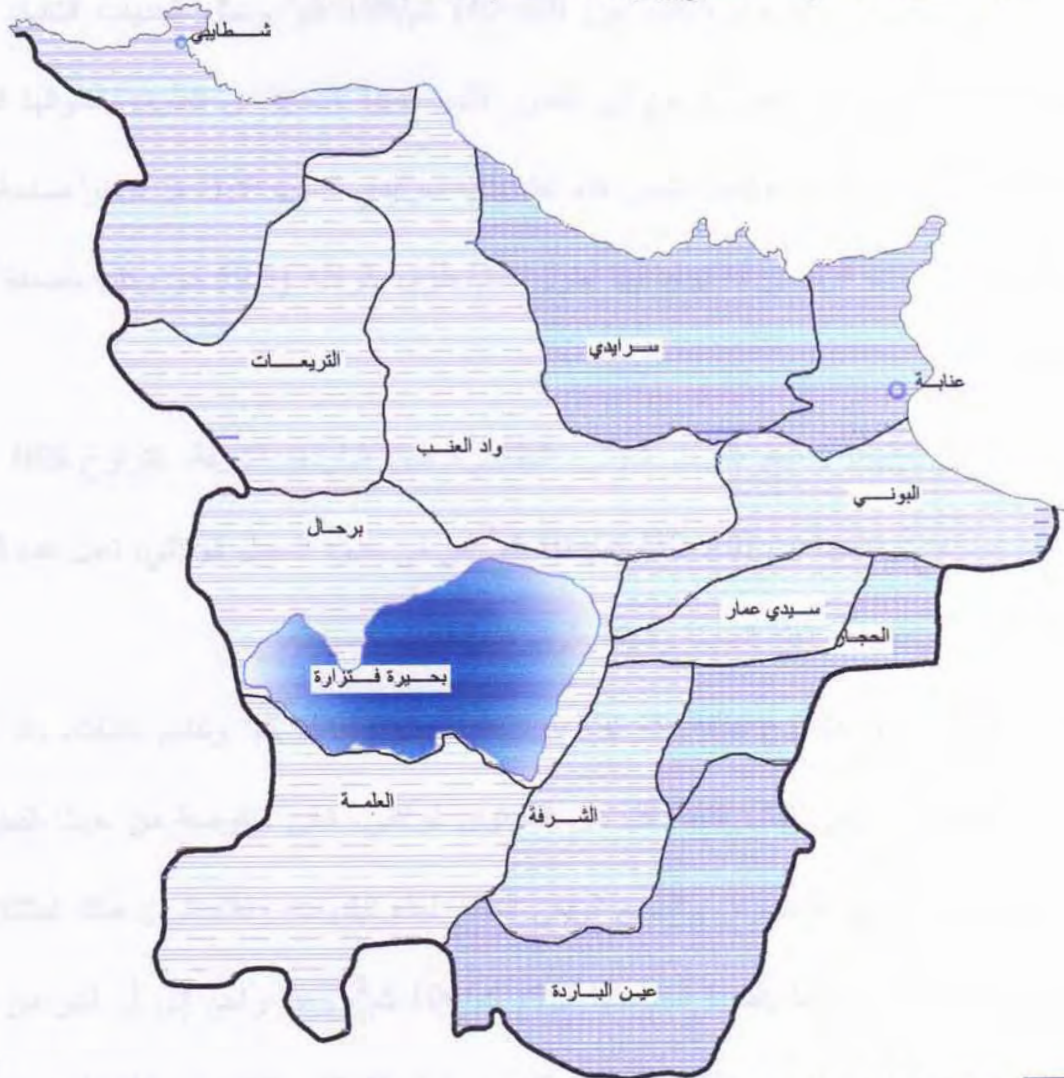 شطايبي
سرايدي
التريعات
عنابة
واد العنب
البوني
برحال
سيدي عمار
الحجار
بحيرة فتزارة
العلمة
الشرفة
عين الباردة